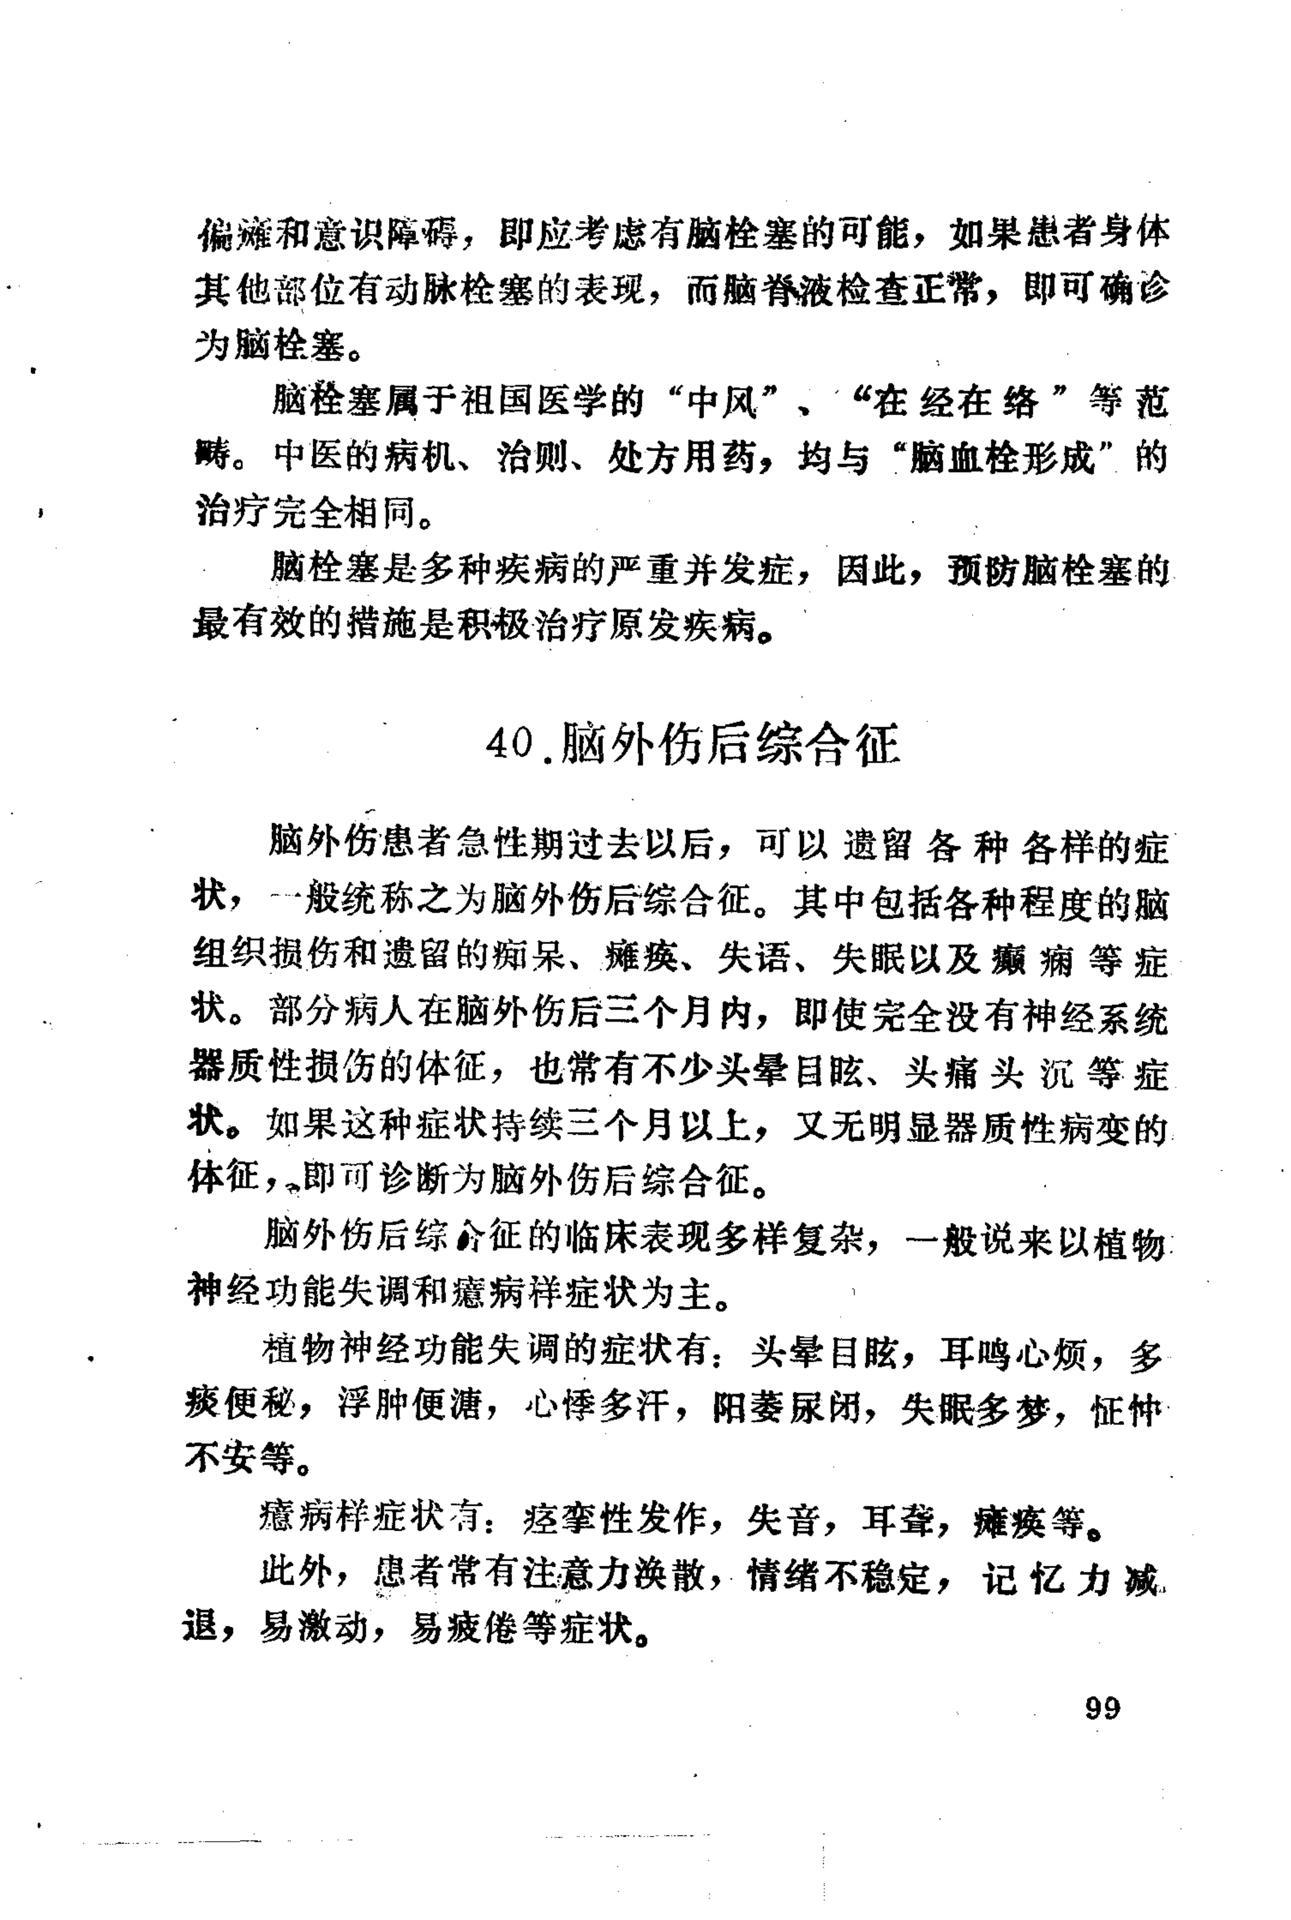 偏瘫和意识障碍，即应考虑有脑栓塞的可能，如果患者身体
其他部位有动脉栓塞的表现，而脑脊液检查正常，即可确诊
为脑栓塞。
脑栓塞属于祖国医学的“中风”、“在经在络”等范
畴。中医的病机、治则、处方用药，均与“脑血栓形成”的
治疗完全相同。
脑栓塞是多种疾病的严重并发症，因此，预防脑栓塞的
最有效的措施是积极治疗原发疾病。
40.脑外伤后综合征
脑外伤患者急性期过去以后，可以遗留各种各样的症
状，一般统称之为脑外伤后综合征。其中包括各种程度的脑
组织损伤和遗留的痴呆、瘫痪、失语、失眠以及癫痫等症
状。部分病人在脑外伤后三个月内，即使完全没有神经系统
器质性损伤的体征，也常有不少头晕目眩、头痛头沉等症
状。如果这种症状持续三个月以上，又无明显器质性病变的
体征，即可诊断为脑外伤后综合征。
脑外伤后综合征的临床表现多样复杂，一般说来以植物
神经功能失调和癔病样症状为主。
植物神经功能失调的症状有：头晕目眩，耳鸣心烦，多
痰便秘，浮肿便溏，心悸多汗，阳萎尿闭，失眠多梦，怔忡
不安等。
癔病样症状有：痉挛性发作，失音，耳聋，瘫痪等。
此外，患者常有注意力涣散，情绪不稳定，记忆力减
退，易激动，易疲倦等症状。
99